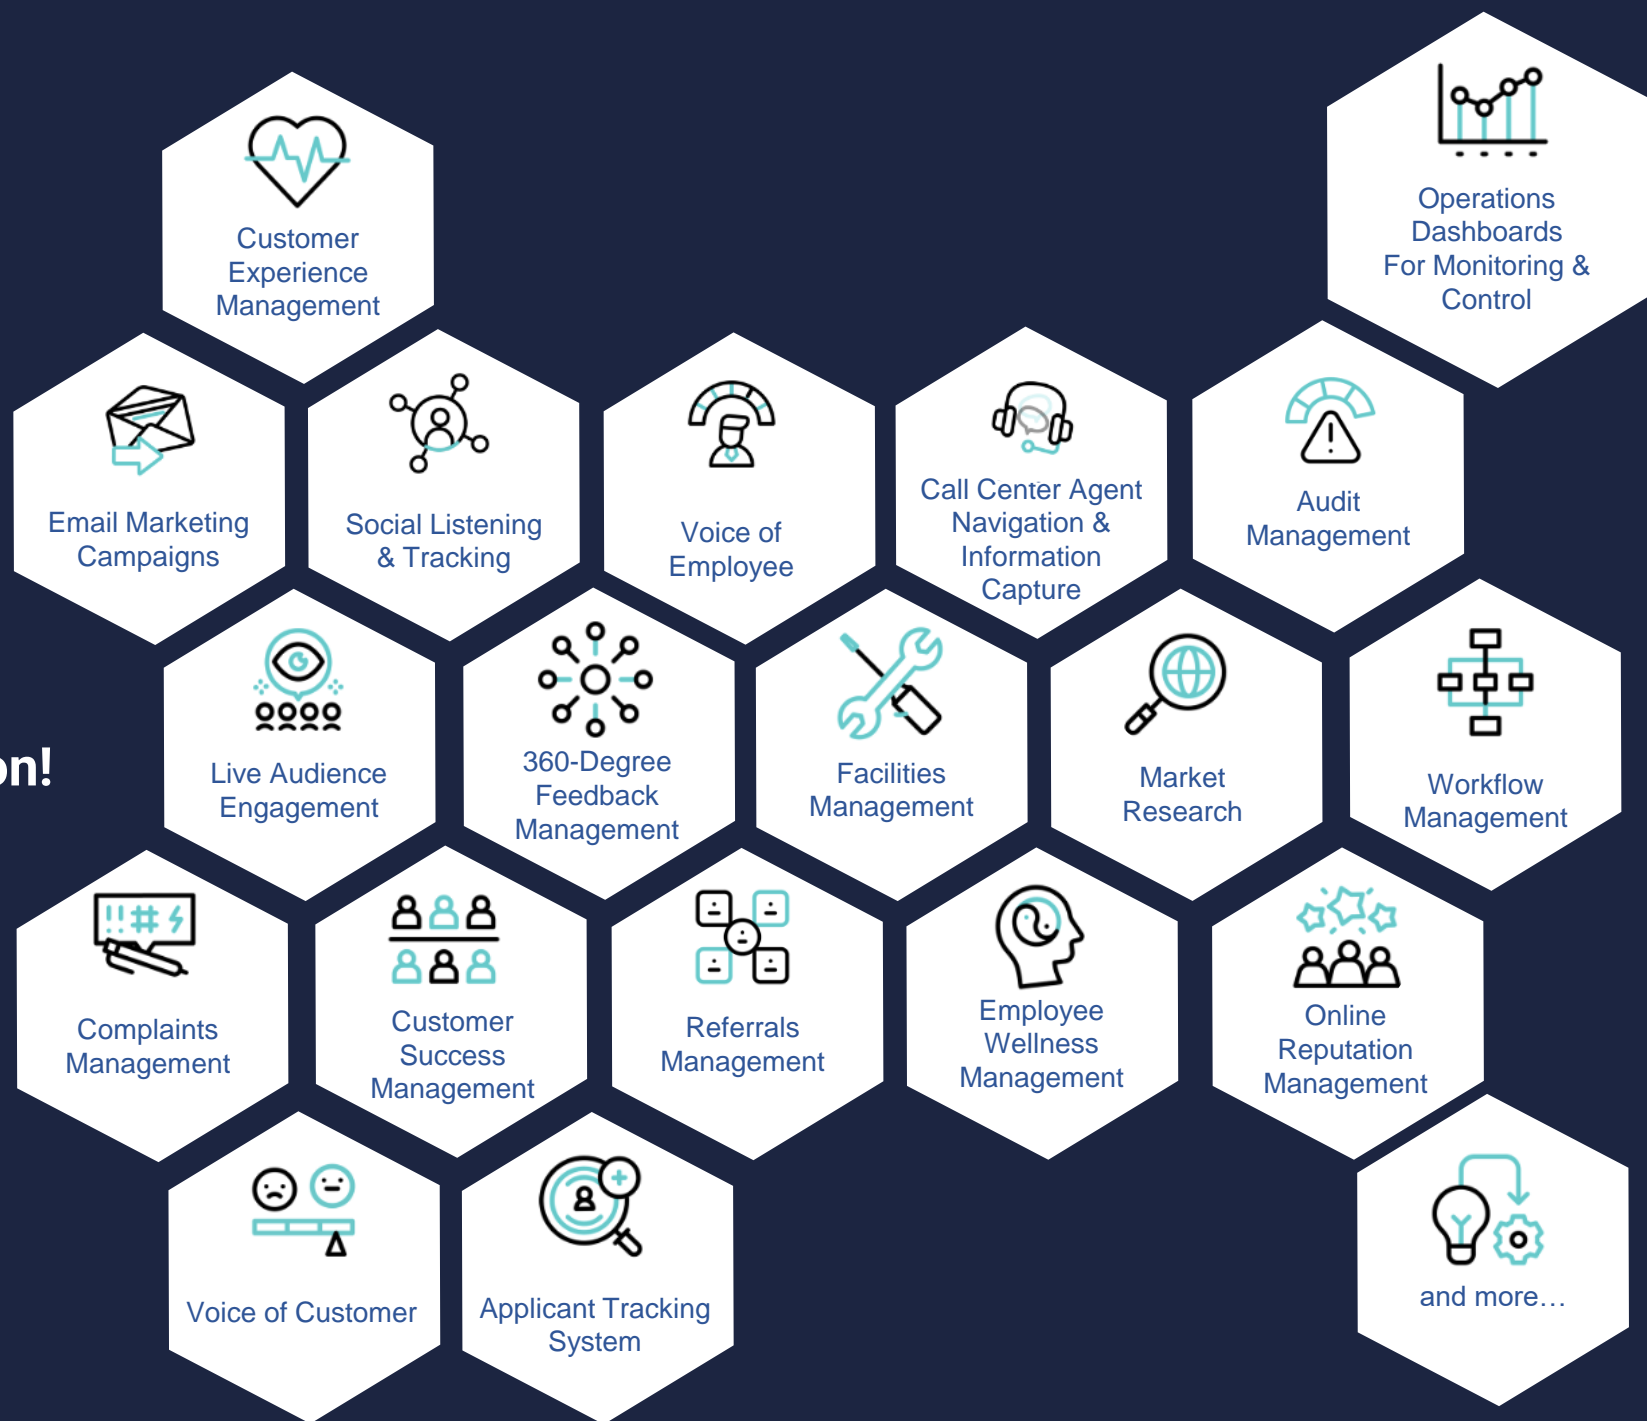 Customer
Experience
Management
Operations
Dashboards
For Monitoring &
Control
Email Marketing
Campaigns
Social Listening
& Tracking
Voice of
Employee
Call Center Agent
Navigation &
Information
Capture
Audit
Management
on!
Live Audience
Engagement
360-Degree
Feedback
Management
Facilities
Management
Market
Research
Workflow
Management
!!#
Complaints
Management
Customer
Success
Management
Referrals
Management
Employee
Wellness
Management
Online
Reputation
Management
Voice of Customer
Applicant Tracking
System
and more…